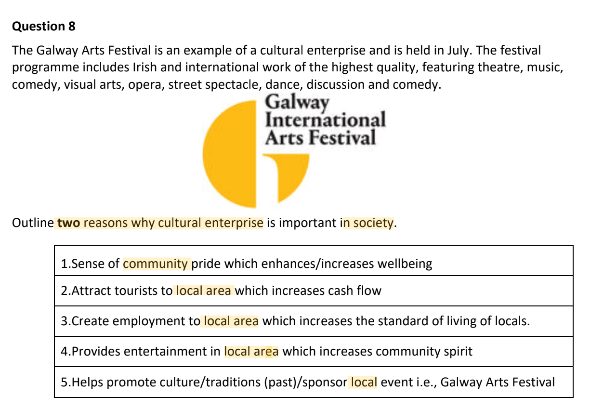 Question 8
The Galway Arts Festival is an example of a cultural enterprise and is held in July. The festival
programme includes Irish and international work of the highest quality, featuring theatre, music,
comedy, visual arts, opera, street spectacle, dance, discussion and comedy.
Galway
International
Arts Festival
Outline two reasons why cultural enterprise is important in society.
1.Sense of community pride which enhances/increases wellbeing
2.Attract tourists to local area which increases cash flow
3.Create employment to local area which increases the standard of living of locals.
4.Provides entertainment in local area which increases community spirit
5.Helps promote culture/traditions (past)/sponsor local event i.e., Galway Arts Festival